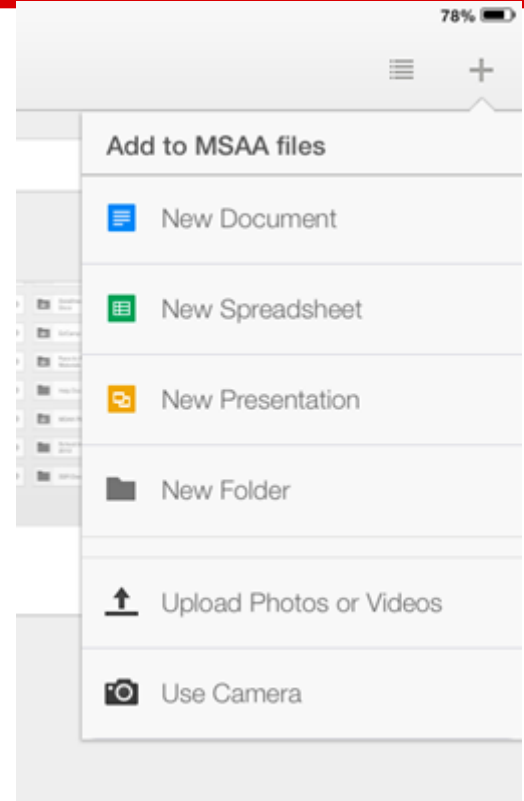 78%
Add to MSAA files
New Document
New Spreadsheet
New Presentation
New Folder
Upload Photos or Videos
Use Camera